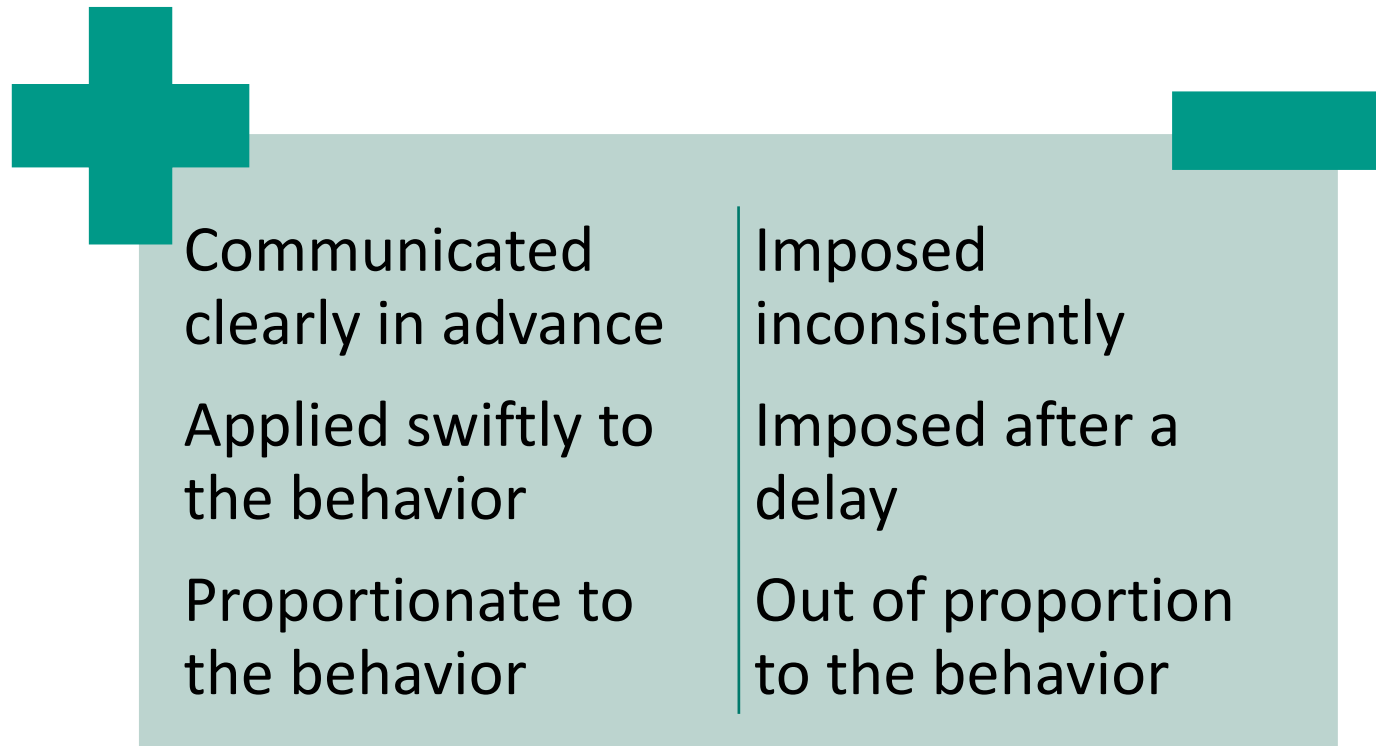 Communicated
clearly in advance
Applied swiftly to
the behavior
Proportionate to
the behavior
Imposed
inconsistently
Imposed after a
delay
Out of proportion
to the behavior